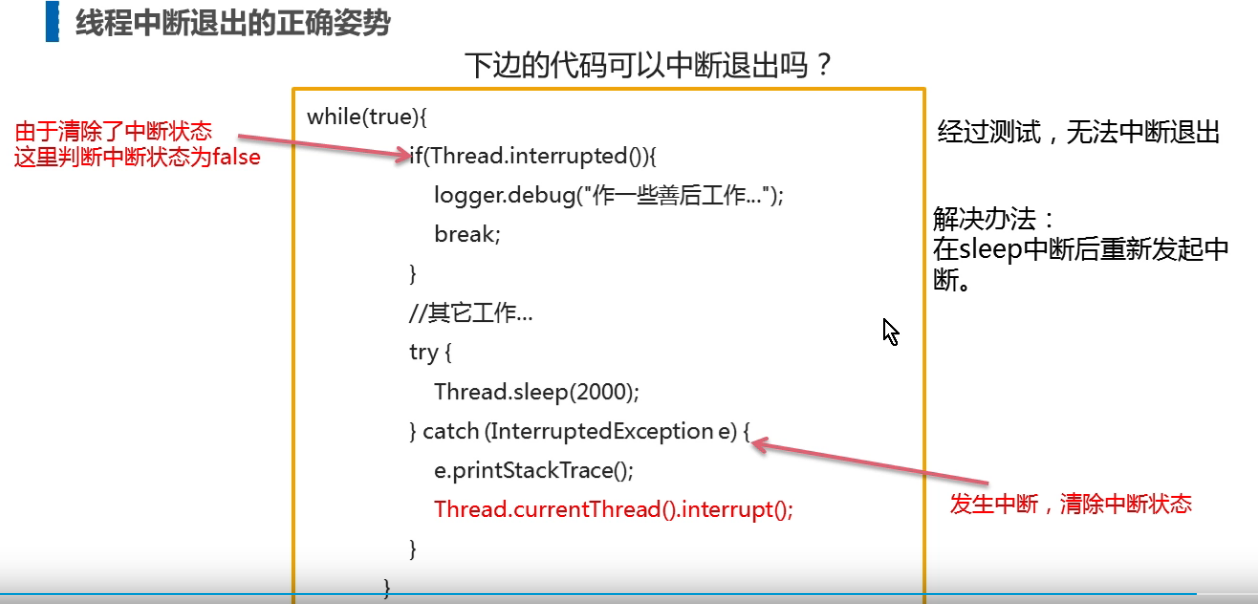 线程中断退出的正确姿势
下边的代码可以中断退出吗？
由于清除了中断状态
这里判断中断状态为false
while(true){
if(Thread.interrupted()){
logger.debug("作一些善后工作...");
break;
}
//其它工作...
try {
Thread.sleep(2000);
} catch (InterruptedException e) {
e.printStackTrace();
Thread.currentThread().interrupt();
}
}
经过测试，无法中断退出
解决办法：
在sleep中断后重新发起中
断。
发生中断，清除中断状态